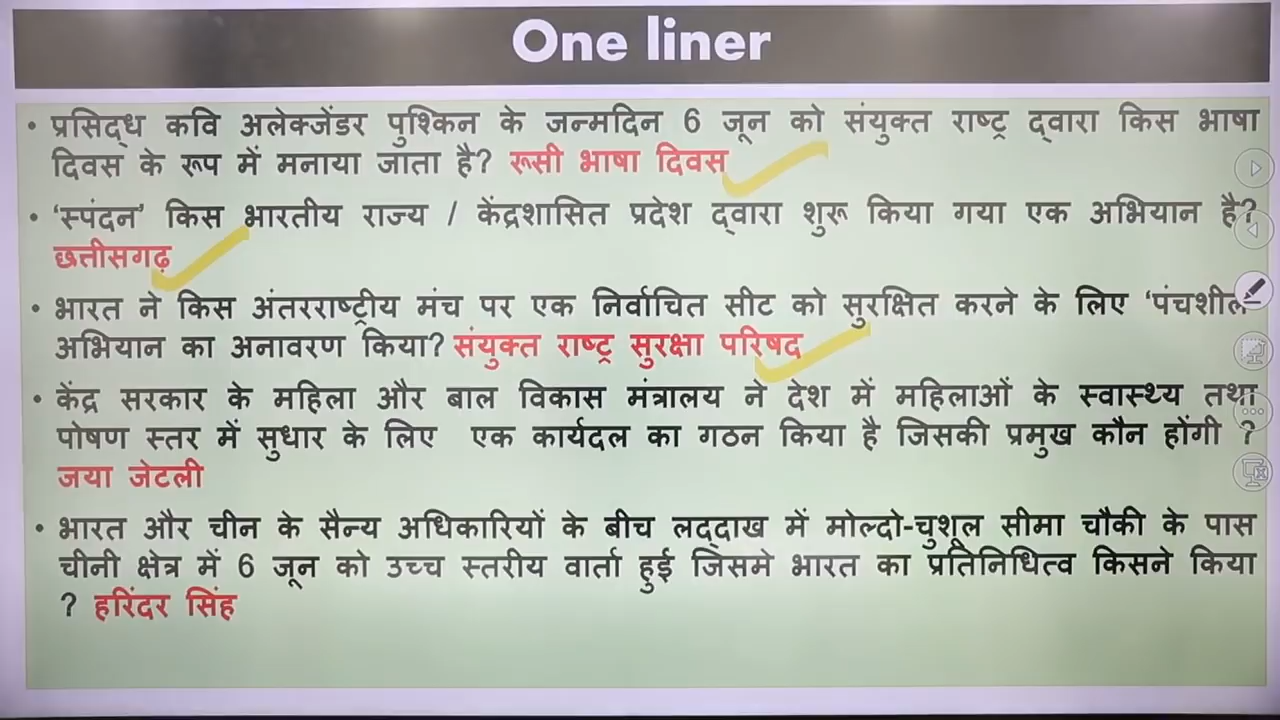 One liner
• प्रसिद्ध कवि अलेक्जेंडर पुश्किन के जन्मदिन 6 जून को संयुक्त राष्ट्र द्वारा किस भाषा
दिवस के रूप में मनाया जाता है? रूसी भाषा दिवस
• ‘स्पंदन’ किस भारतीय राज्य / केंद्रशासित प्रदेश द्वारा शुरू किया गया एक अभियान है?
छत्तीसगढ़
• भारत ने किस अंतरराष्ट्रीय मंच पर एक निर्वाचित सीट को सुरक्षित करने के लिए ‘पंचशील’
अभियान का अनावरण किया? संयुक्त राष्ट्र सुरक्षा परिषद
• केंद्र सरकार के महिला और बाल विकास मंत्रालय ने देश में महिलाओं के स्वास्थ्य तथा
पोषण स्तर में सुधार के लिए एक कार्यदल का गठन किया है जिसकी प्रमुख कौन होंगी ?
जया जेटली
• भारत और चीन के सैन्य अधिकारियों के बीच लद्दाख में मोल्दो-चुशूल सीमा चौकी के पास
चीनी क्षेत्र में 6 जून को उच्च स्तरीय वार्ता हुई जिसमे भारत का प्रतिनिधित्व किसने किया
? हरिंदर सिंह